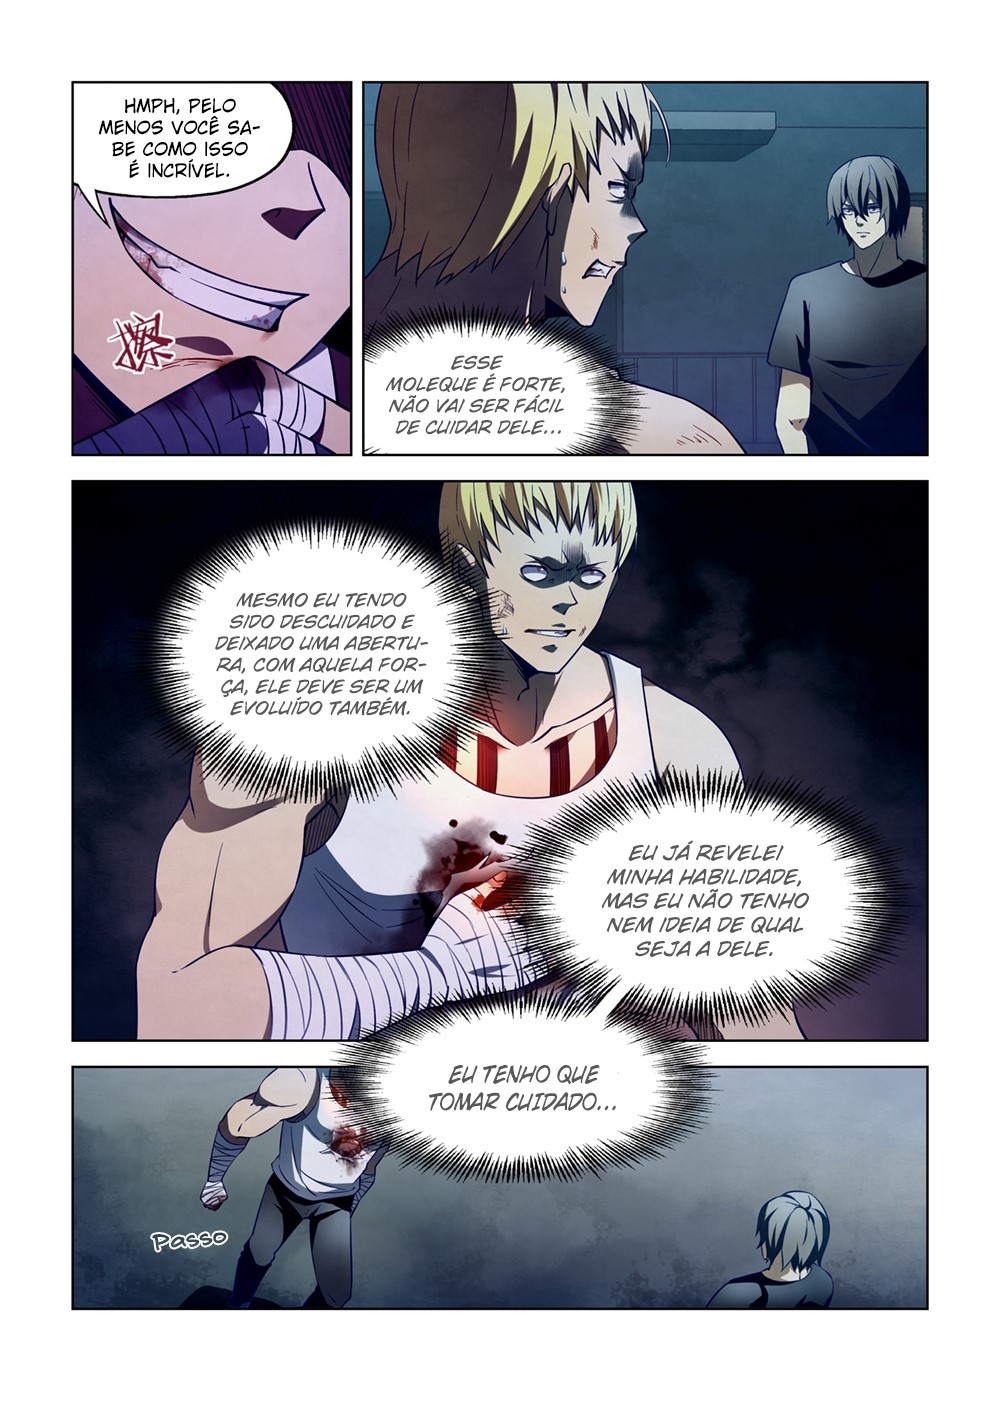 HMPH, PELO
MENOS VOCÊ SA-
BE COMO ISSO
É INCRÍVEL.
擦
ESSE
MOLEQUE É FORTE,
NÃO VAI SER FÁCIL
DE CUIDAR DELE...
MESMO EU TENDO
SIDO DESCUIDADO E
DEIXADO UMA ABERTU-
RA, COM AQUELA FOR-
ÇA, ELE DEVE SER UM
EVOLUÍDO TAMBÉM.
EU JÁ REVELEI
MINHA HABILIDADE,
MAS EU NÃO TENHO
NEM IDEIA DE QUAL
SEJA A DELE.
EU TENHO QUE
TOMAR CUIDADO...
Passo